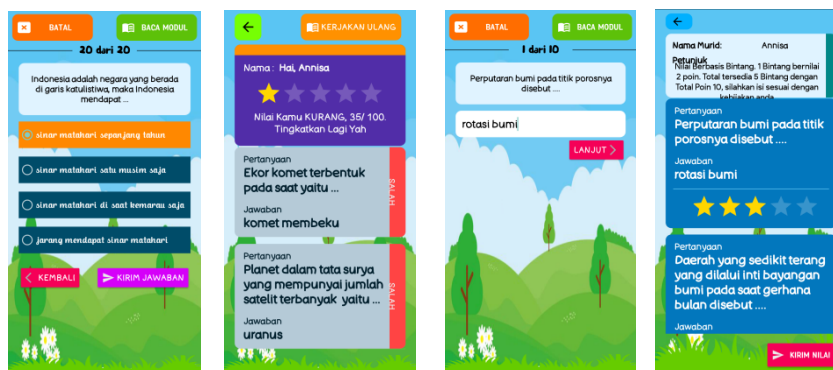 BATAL
BACA MODUL
20 dari 20
Indonesia adalah negara yang berada
di garis katulistiwa, maka Indonesia
mendapat ...
sinar matahari sepanjang tahun
sinar matahari satu musim saja
sinar matahari di saat kemarau saja
jarang mendapat sinar matahari
KEMBALI
KIRIM JAWABAN
KERJAKAN ULANG
Nama : Hai, Annisa
Nilai Kamu KURANG, 35/ 100.
Tingkatkan Lagi Yah
Pertanyaan
Ekor komet terbentuk
pada saat yaitu ...
Jawaban
komet membeku
SALAH
Pertanyaan
Planet dalam tata surya
yang mempunyai jumlah
satelit terbanyak yaitu ...
Jawaban
uranus
SALAH
BATAL
BACA MODUL
1 dari 10
Perputaran bumi pada titik porosnya
disebut ...
rotasi bumi
LANJUT
Nama Murid: Annisa
Petunjuk
Nilai Berbasis Bintang. 1 Bintang bernilai
2 poin. Total tersedia 5 Bintang dengan
Total Poin 10, silahkan isi sesuai dengan
kebijakan anda
Pertanyaan
Perputaran bumi pada titik
porosnya disebut ....
Jawaban
rotasi bumi
Pertanyaan
Daerah yang sedikit terang
yang dilalui inti bayangan
bumi pada saat gerhana
bulan disebut ....
Jawaban
KIRIM NILAI